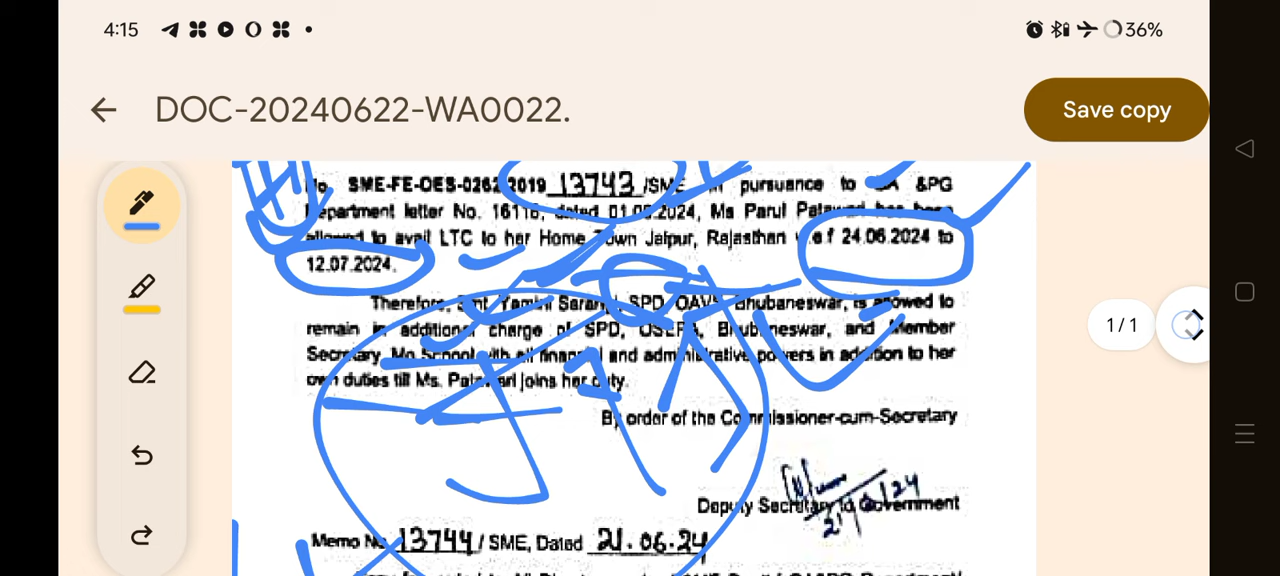 4:15
36%
DOC-20240622-WA0022.
Save copy
No. SME-FE-OES-0262-2019 13743 /SME In pursuance to GA &PG
Department letter No. 16116, dated 2024, Ms Parul Patawari has been
allowed to avail LTC to her Home Town Jaipur, Rajasthan w.e.f 24.06.2024 to
12.07.2024.
Therefore, Smt Yamini Sarangi, SPD, OAVS Bhubaneswar, is allowed to
remain in additional charge of SPD, OSEPA, Bhubaneswar, and Member
Secretary, Mo School with all financial and administrative powers in addition to her
own duties till Ms. Patawari joins her duty.
1/1
By order of the Commissioner-cum-Secretary
21/6/24
Deputy Secretary to Government
Memo No. 13744 / SME, Dated 21.06.24